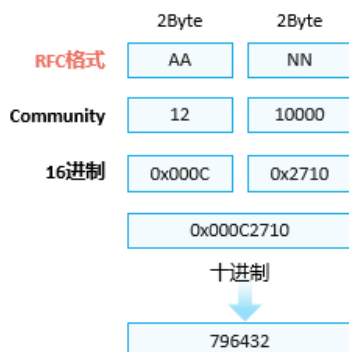 2Byte 2Byte
RFC格式 AA NN
Community 12 10000
16进制 0x000C 0x2710
0x000C2710
十进制
796432